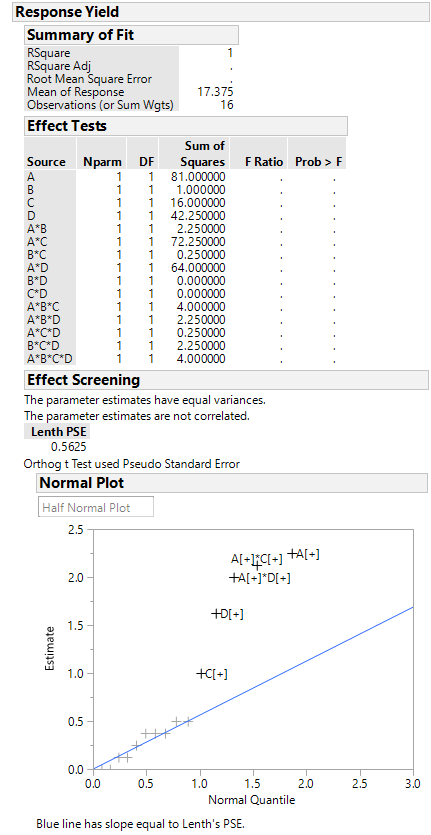 Response Yield
Summary of Fit
RSquare 1
RSquare Adj .
Root Mean Square Error .
Mean of Response 17.375
Observations (or Sum Wgts) 16
Effect Tests
Sum of
Source Nparm DF Squares F Ratio Prob > F
A 1 1 81.000000 . .
B 1 1 1.000000 . .
C 1 1 16.000000 . .
D 1 1 42.250000 . .
A*B 1 1 2.250000 . .
A*C 1 1 72.250000 . .
B*C 1 1 0.250000 . .
A*D 1 1 64.000000 . .
B*D 1 1 0.000000 . .
C*D 1 1 0.000000 . .
A*B*C 1 1 4.000000 . .
A*B*D 1 1 2.250000 . .
A*C*D 1 1 0.250000 . .
B*C*D 1 1 2.250000 . .
A*B*C*D 1 1 4.000000 . .
Effect Screening
The parameter estimates have equal variances.
The parameter estimates are not correlated.
Lenth PSE
0.5625
Orthog t Test used Pseudo Standard Error
Normal Plot
Half Normal Plot
2.5
A[+]*C[+] A[+]
2.0 A[+]*D[+]
D[+]
1.5
Estimate
1.0 C[+]
0.5
0.0
0.0 0.5 1.0 1.5 2.0 2.5 3.0
Normal Quantile
Blue line has slope equal to Lenth's PSE.